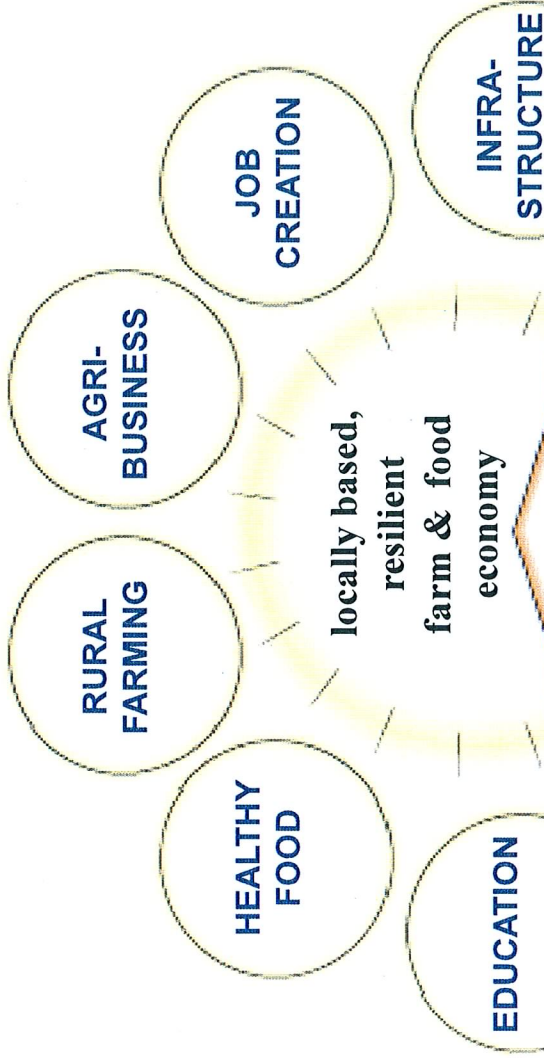 RURAL
FARMING
AGRI-
BUSINESS
HEALTHY
FOOD
JOB
CREATION
EDUCATION
INFRA-
STRUCTURE
locally based,
resilient
farm & food
economy